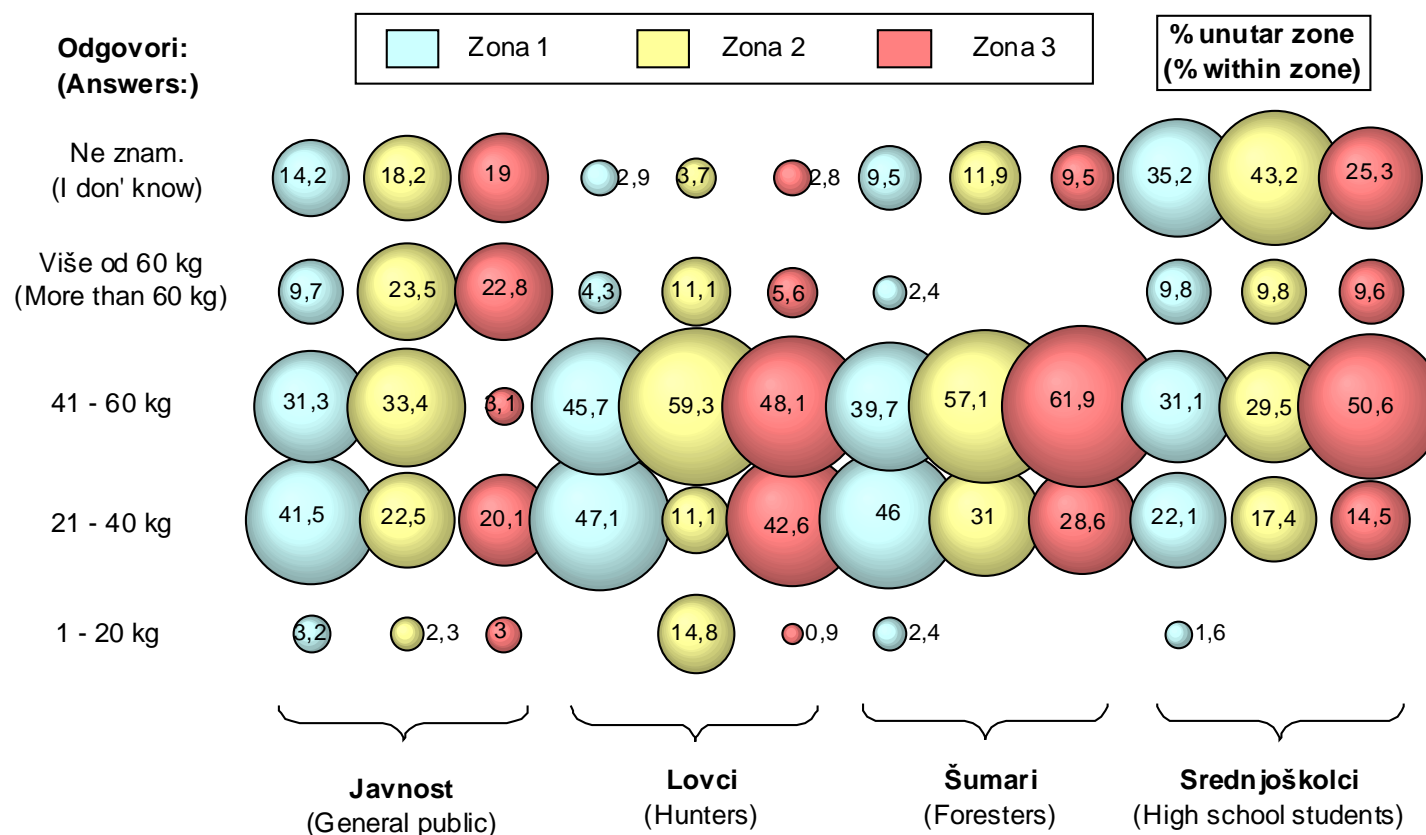 Odgovori:
(Answers:)
Zona 1
Zona 2
Zona 3
% unutar zone
(% within zone)
Ne znam.
(I don' know)
14,2
18,2
19
2,9
3,7
2,8
9,5
11,9
9,5
35,2
43,2
25,3
Više od 60 kg
(More than 60 kg)
9,7
23,5
22,8
4,3
11,1
5,6
2,4
9,8
9,8
9,6
41 - 60 kg
31,3
33,4
3,1
45,7
59,3
48,1
39,7
57,1
61,9
31,1
29,5
50,6
21 - 40 kg
41,5
22,5
20,1
47,1
11,1
42,6
46
31
28,6
22,1
17,4
14,5
1 - 20 kg
3,2
2,3
3
14,8
0,9
2,4
1,6
Javnost
(General public)
Lovci
(Hunters)
Šumari
(Foresters)
Srednjoškolci
(High school students)